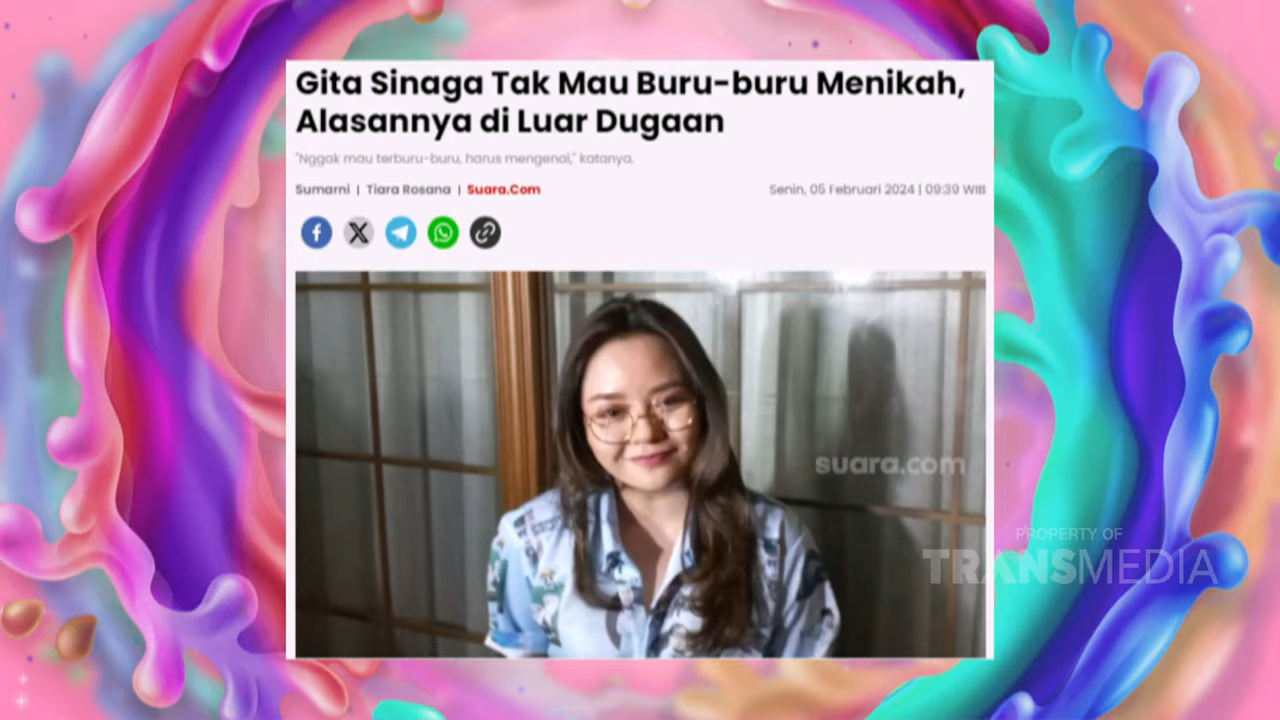 Gita Sinaga Tak Mau Buru-buru Menikah,
Alasannya di Luar Dugaan
"Nggak mau terburu-buru, harus mengenal," katanya.
Sumarni | Tiara Rosana | Suara.Com
Senin, 05 Februari 2024 | 09:39 WIB
suara.com
PROPERTY OF
TRANSMEDIA